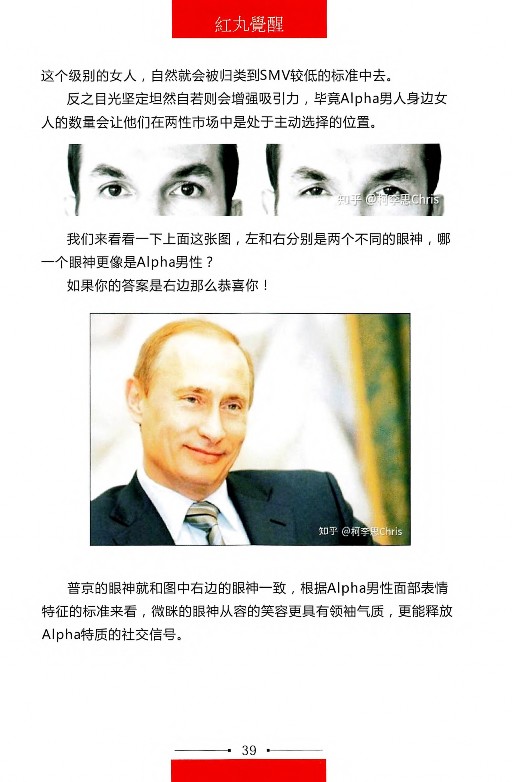 紅丸覺醒
这个级别的女人，自然就会被归类到SMV较低的标准中去。
反之目光坚定坦然自若则会增强吸引力，毕竟Alpha男人身边女
人的数量会让他们在两性市场中是处于主动选择的位置。
知乎 @柯李思Chris
我们来看看一下上面这张图，左和右分别是两个不同的眼神，哪
一个眼神更像是Alpha男性？
如果你的答案是右边那么恭喜你！
知乎 @柯李思Chris
普京的眼神就和图中右边的眼神一致，根据Alpha男性面部表情
特征的标准来看，微眯的眼神从容的笑容更具有领袖气质，更能释放
Alpha特质的社交信号。
39